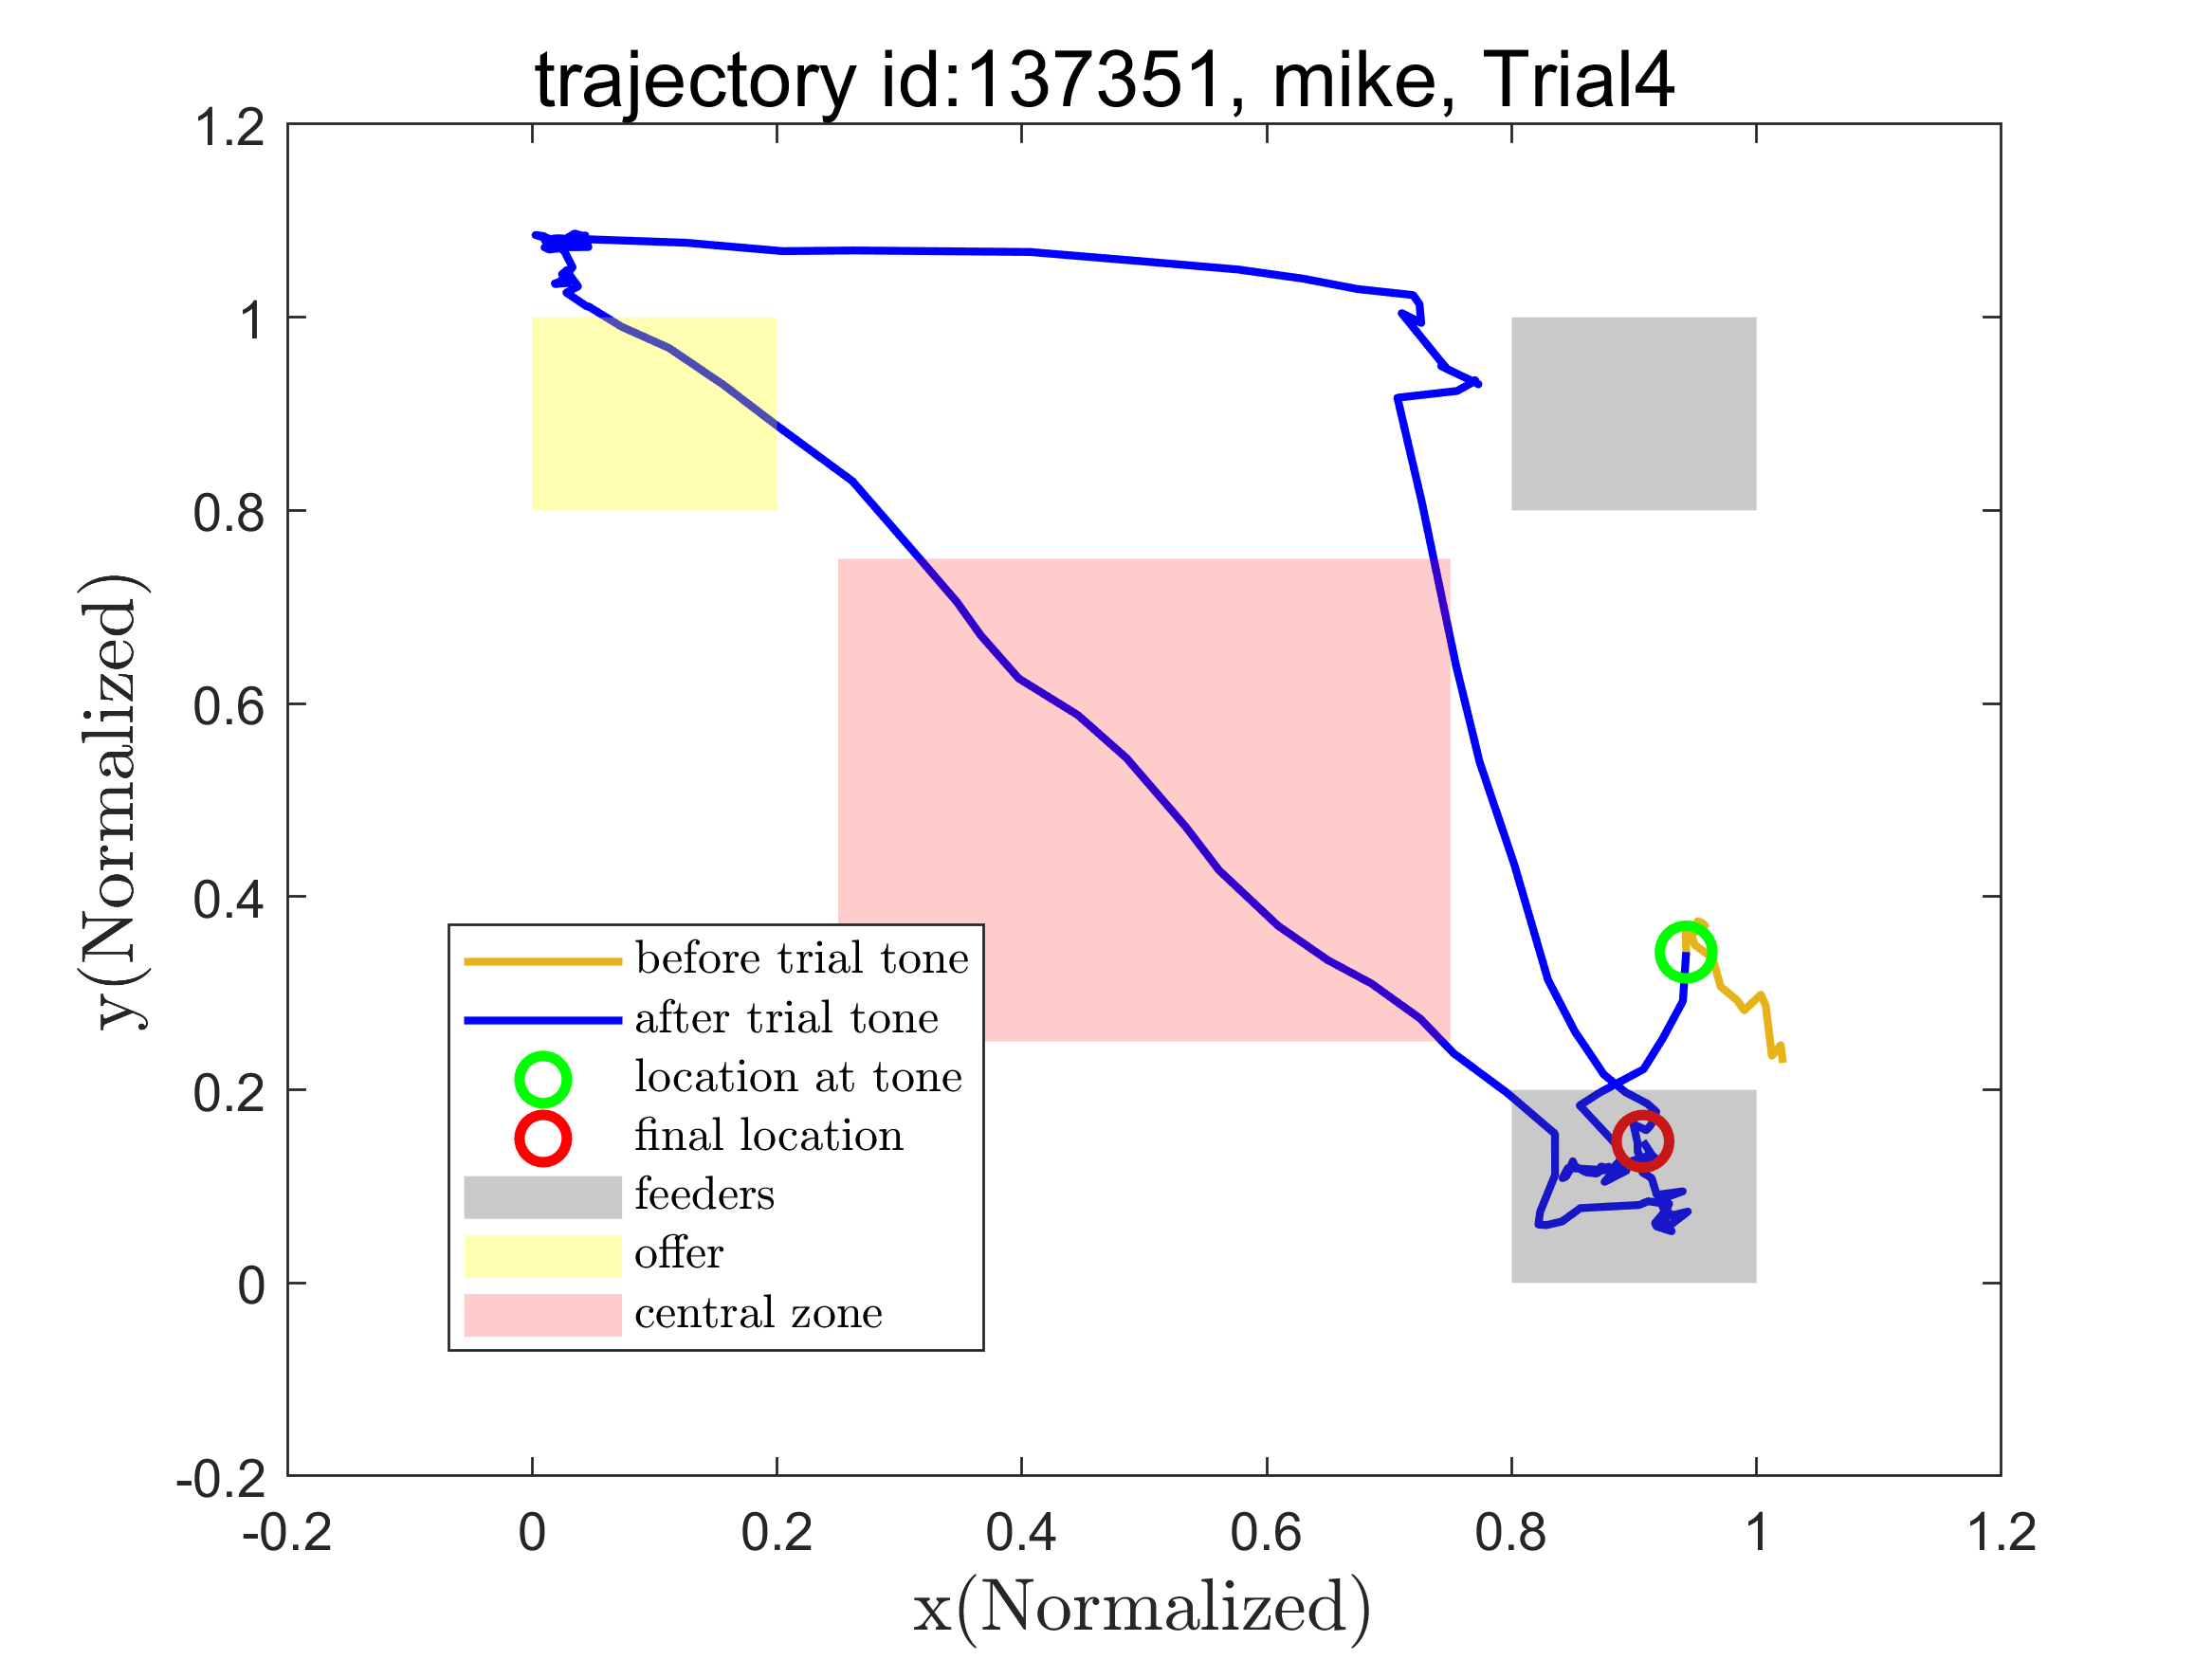 trajectory id:137351, mike, Trial4
1.2
1
0.8
0.6
0.4
0.2
0
-0.2
y(Normalized)
before trial tone
after trial tone
location at tone
final location
feeders
offer
central zone
-0.2 0 0.2 0.4 0.6 0.8 1 1.2
x(Normalized)